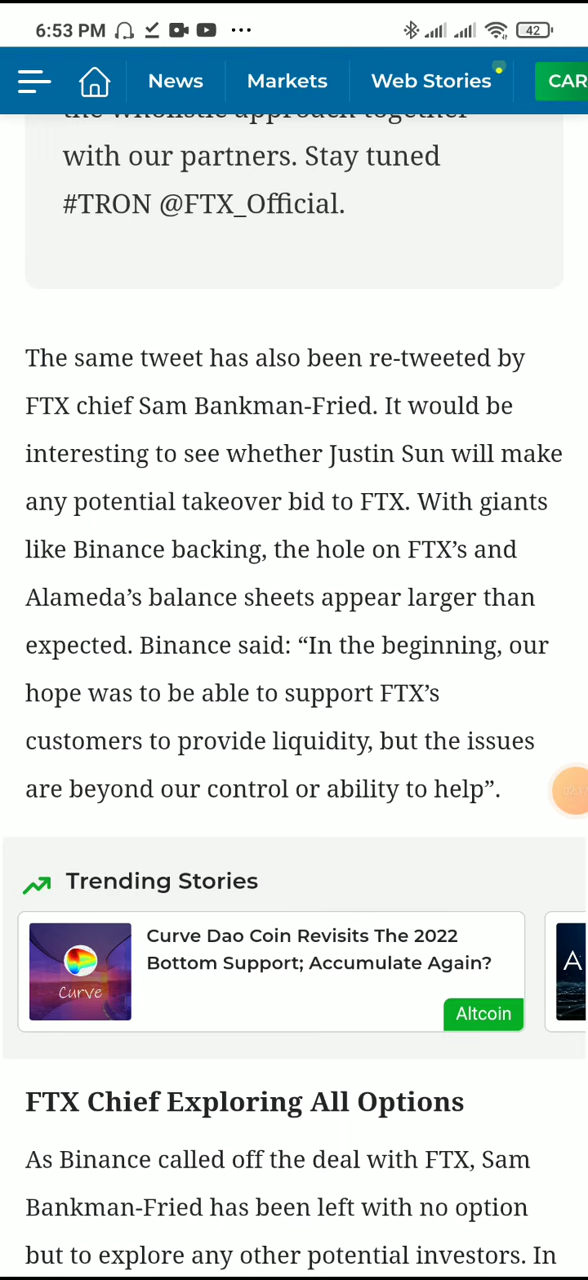 6:53 PM ... 42
News Markets Web Stories CAR
the wholistic approach together
with our partners. Stay tuned
#TRON @FTX_Official.
The same tweet has also been re-tweeted by
FTX chief Sam Bankman-Fried. It would be
interesting to see whether Justin Sun will make
any potential takeover bid to FTX. With giants
like Binance backing, the hole on FTX’s and
Alameda’s balance sheets appear larger than
expected. Binance said: “In the beginning, our
hope was to be able to support FTX’s
customers to provide liquidity, but the issues
are beyond our control or ability to help”.
Trending Stories
Curve Dao Coin Revisits The 2022
Bottom Support; Accumulate Again?
Curve
A
Altcoin
FTX Chief Exploring All Options
As Binance called off the deal with FTX, Sam
Bankman-Fried has been left with no option
but to explore any other potential investors. In